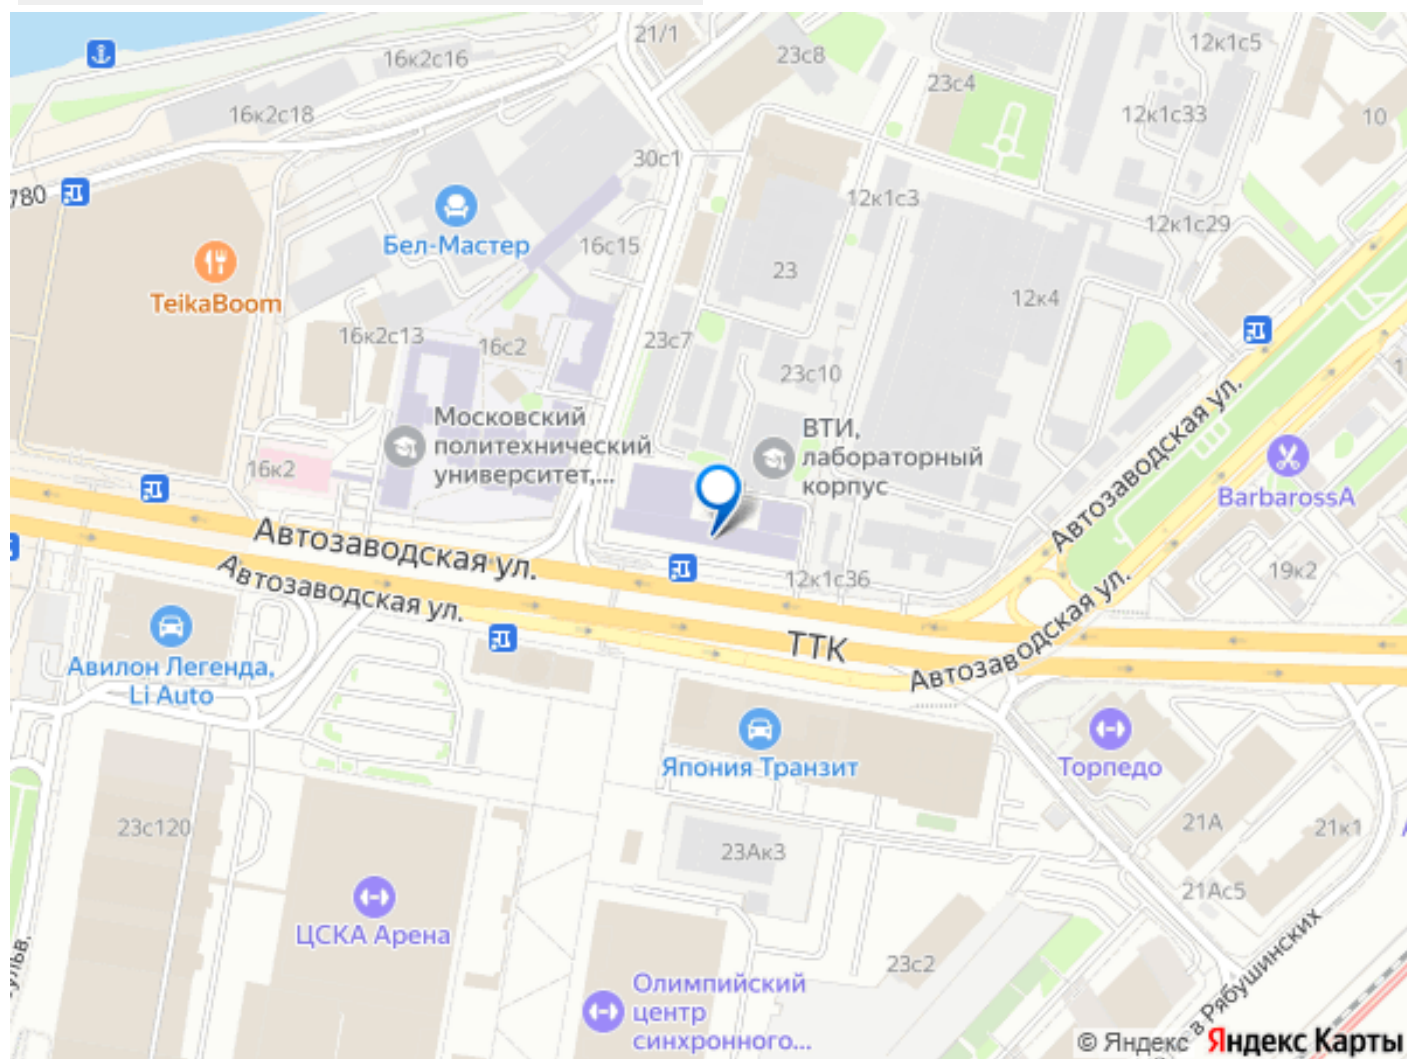 21/1
12к1с5
16к2с16
23с8
23с4
16к2с18
12к1с33
10
30с1
780
12к1с3
12к1с29
Бел-Мастер
16с15
TeikaBoom
23
12к4
16к2с13
16с2
23с7
23с10
Автозаводская ул.
Московский
политехнический
университет,...
ВТИ,
лабораторный
корпус
16к2
BarbarossA
Автозаводская ул.
Автозаводская ул.
12к1с36
19к2
Автозаводская ул.
ТТК
Авилон Легенда,
Li Auto
Япония Транзит
Торпедо
23с120
21А
21к1
23Ак3
21Ас5
ЦСКА Арена
23с2
Олимпийский
центр
синхронного...
в Рябушинских
© Яндекс Яндекс Карты